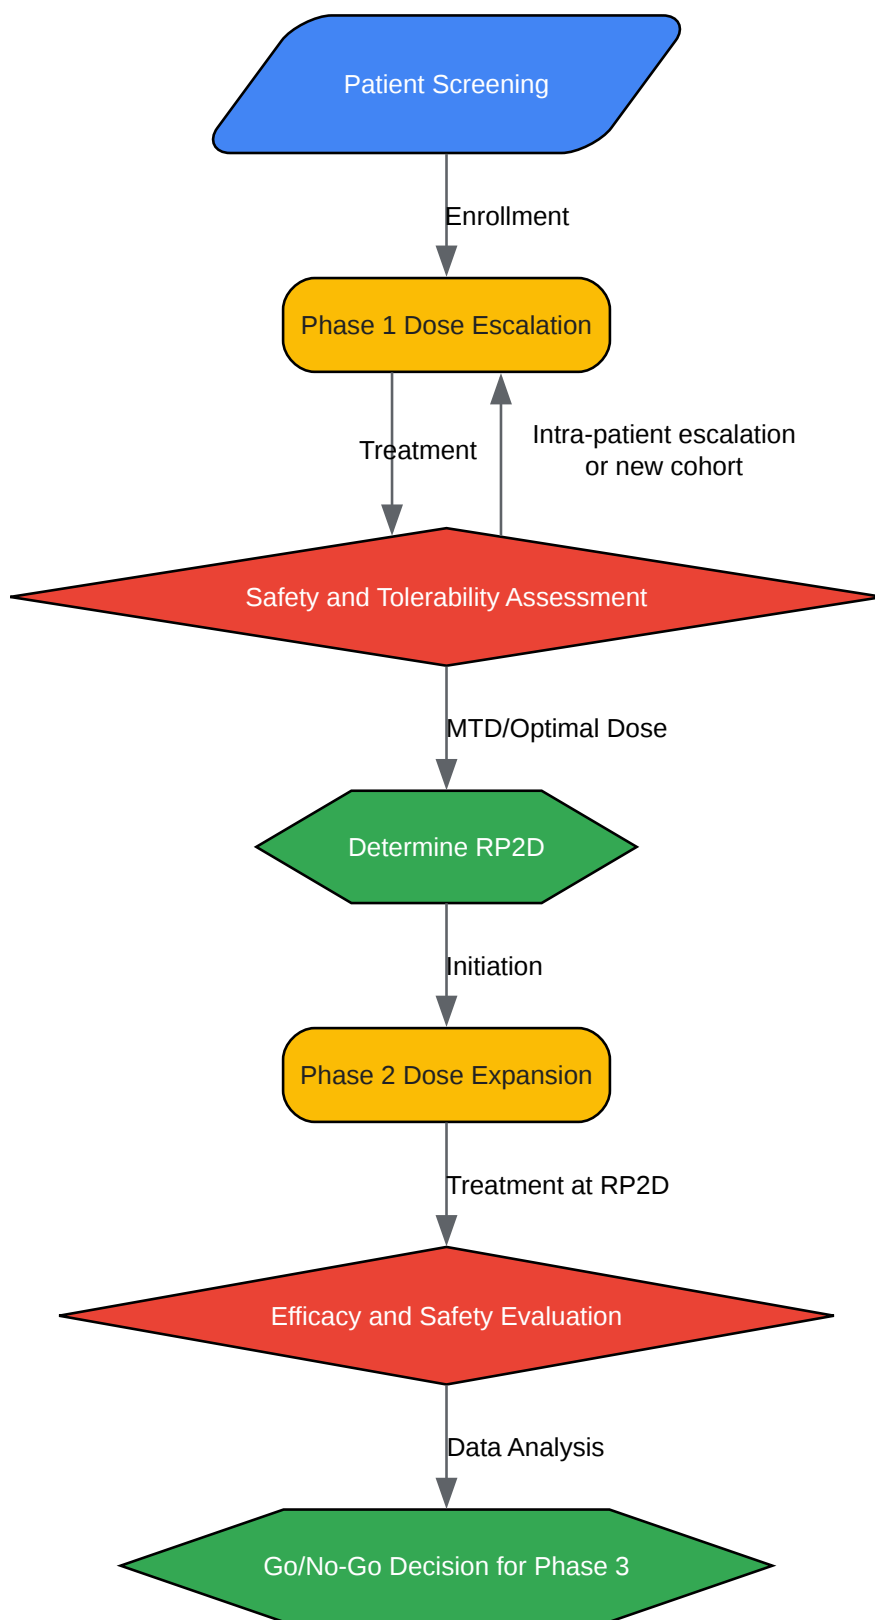 Patient Screening
Enrollment
Phase 1 Dose Escalation
Treatment
Intra-patient escalation
or new cohort
Safety and Tolerability Assessment
MTD/Optimal Dose
Determine RP2D
Initiation
Phase 2 Dose Expansion
Treatment at RP2D
Efficacy and Safety Evaluation
Data Analysis
Go/No-Go Decision for Phase 3